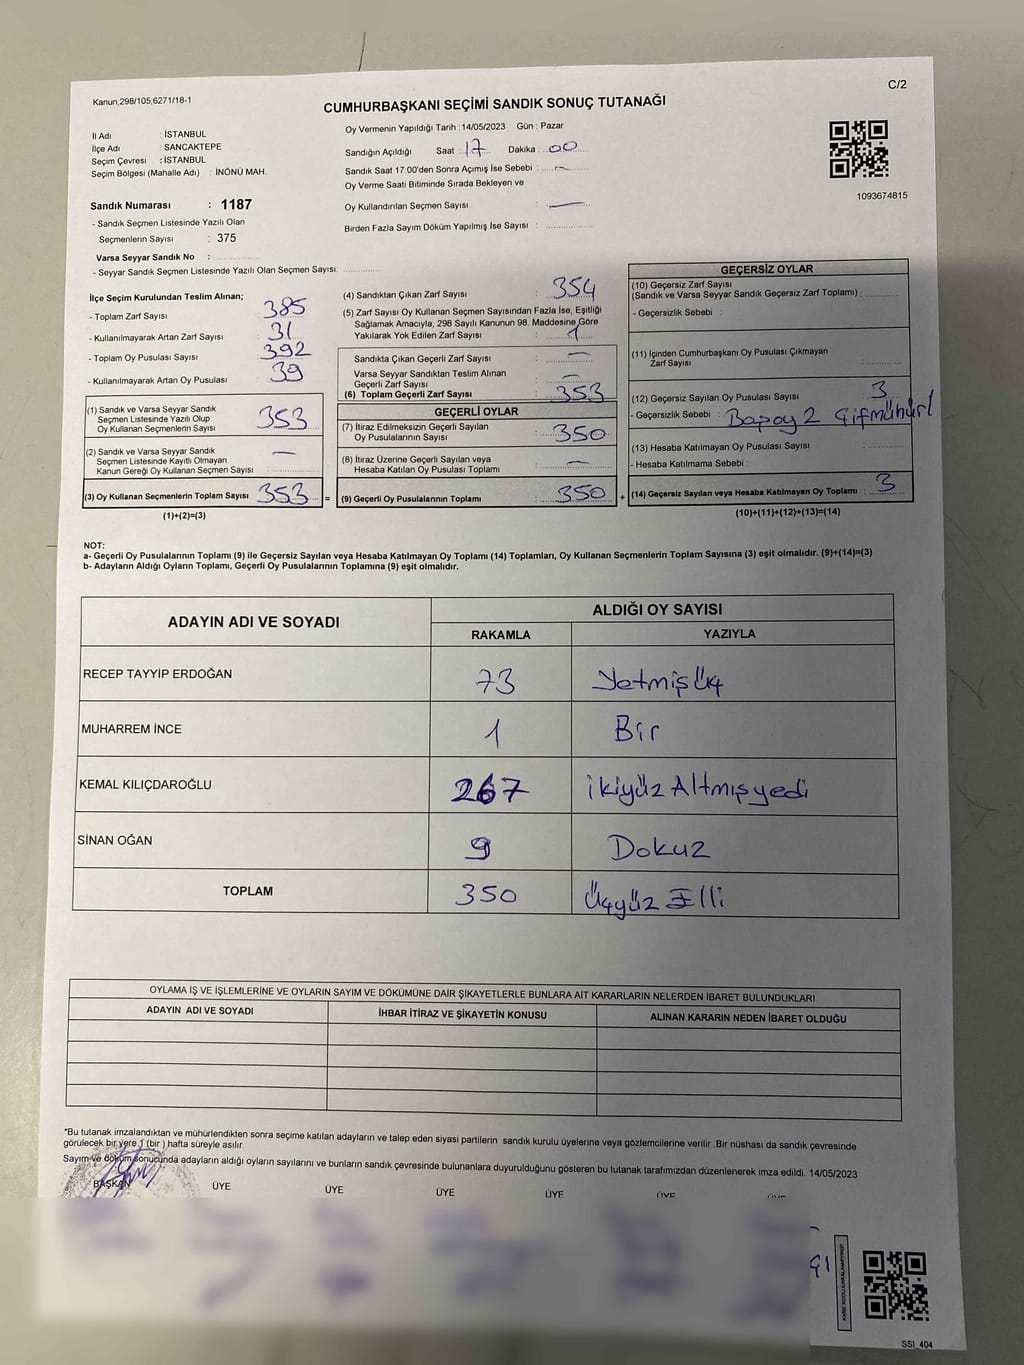 Kanun;298/105;6271/18-1
C/2
CUMHURBAŞKANI SEÇİMİ SANDIK SONUÇ TUTANAĞI
İl Adı : İSTANBUL
İlçe Adı : SANCAKTEPE
Seçim Çevresi : İSTANBUL
Seçim Bölgesi (Mahalle Adı) : İNÖNÜ MAH.
Sandık Numarası : 1187
- Sandık Seçmen Listesinde Yazılı Olan
Seçmenlerin Sayısı : 375
Varsa Seyyar Sandık No :
- Seyyar Sandık Seçmen Listesinde Yazılı Olan Seçmen Sayısı:
Oy Vermenin Yapıldığı Tarih : 14/05/2023 Gün : Pazar
Sandığın Açıldığı Saat 17 Dakika : 00
Sandık Saat 17:00'den Sonra Açımış İse Sebebi : —
Oy Verme Saati Bitiminde Sırada Bekleyen ve
Oy Kullandırılan Seçmen Sayısı : —
Birden Fazla Sayım Döküm Yapılmış İse Sayısı :
1093674815
İlçe Seçim Kurulundan Teslim Alınan;
- Toplam Zarf Sayısı : 385
- Kullanılmayarak Artan Zarf Sayısı : 31
- Toplam Oy Pusulası Sayısı : 392
- Kullanılmayarak Artan Oy Pusulası : 39
(1) Sandık ve Varsa Seyyar Sandık
Seçmen Listesinde Yazılı Olup
Oy Kullanan Seçmenlerin Sayısı : 353
(2) Sandık ve Varsa Seyyar Sandık
Seçmen Listesinde Kayıtlı Olmayan
Kanun Gereği Oy Kullanan Seçmen Sayısı : —
(3) Oy Kullanan Seçmenlerin Toplam Sayısı : 353 =
(1)+(2)=(3)
(4) Sandıktan Çıkan Zarf Sayısı : 354
(5) Zarf Sayısı Oy Kullanan Seçmen Sayısından Fazla İse, Eşitliği
Sağlamak Amacıyla, 298 Sayılı Kanunun 98. Maddesine Göre
Yakılarak Yok Edilen Zarf Sayısı : 1
Sandıkta Çıkan Geçerli Zarf Sayısı : —
Varsa Seyyar Sandıktan Teslim Alınan
Geçerli Zarf Sayısı : —
(6) Toplam Geçerli Zarf Sayısı : 353
GEÇERLİ OYLAR
(7) İtiraz Edilmeksizin Geçerli Sayılan
Oy Pusulalarının Sayısı : 350
(8) İtiraz Üzerine Geçerli Sayılan veya
Hesaba Katılan Oy Pusulası Toplamı : —
(9) Geçerli Oy Pusulalarının Toplamı : 350 +
GEÇERSİZ OYLAR
(10) Geçersiz Zarf Sayısı
(Sandık ve Varsa Seyyar Sandık Geçersiz Zarf Toplamı) :
- Geçersizlik Sebebi :
(11) İçinden Cumhurbaşkanı Oy Pusulası Çıkmayan
Zarf Sayısı :
(12) Geçersiz Sayılan Oy Pusulası Sayısı : 3
- Geçersizlik Sebebi : 2
(13) Hesaba Katılmayan Oy Pusulası Sayısı :
- Hesaba Katılmama Sebebi :
(14) Geçersiz Sayılan veya Hesaba Katılmayan Oy Toplamı : 3
(10)+(11)+(12)+(13)=(14)
NOT:
a- Geçerli Oy Pusulalarının Toplamı (9) ile Geçersiz Sayılan veya Hesaba Katılmayan Oy Toplamı (14) Toplamları, Oy Kullanan Seçmenlerin Toplam Sayısına (3) eşit olmalıdır. (9)+(14)=(3)
b- Adayların Aldığı Oyların Toplamı, Geçerli Oy Pusulalarının Toplamına (9) eşit olmalıdır.
ADAYIN ADI VE SOYADI ALDIĞI OY SAYISI
RAKAMLA YAZIYLA
RECEP TAYYİP ERDOĞAN 73 Yetmişüç
MUHARREM İNCE 1 Bir
KEMAL KILIÇDAROĞLU 267 ikiyüz Altmışyedi
SİNAN OĞAN 9 Dokuz
TOPLAM 350 Üçyüz Elli
OYLAMA İŞ VE İŞLEMLERİNE VE OYLARIN SAYIM VE DÖKÜMÜNE DAİR ŞİKAYETLERLE BUNLARA AİT KARARLARIN NELERDEN İBARET BULUNDUKLARI
ADAYIN ADI VE SOYADI İHBAR İTİRAZ VE ŞİKAYETİN KONUSU ALINAN KARARIN NEDEN İBARET OLDUĞU
*Bu tutanak imzalandıktan ve mühürlendikten sonra seçime katılan adayların ve talep eden siyasi partilerin sandık kurulu üyelerine veya gözlemcilerine verilir. Bir nüshası da sandık çevresinde
görülecek bir yere 1 (bir ) hafta süreyle asılır.
Sayım ve döküm sonucunda adayların aldığı oyların sayılarını ve bunların sandık çevresinde bulunanlara duyurulduğunu gösteren bu tutanak tarafımızdan düzenlenerek imza edildi. 14/05/2023
BAŞKAN ÜYE ÜYE ÜYE ÜYE ÜYE
SSI_404